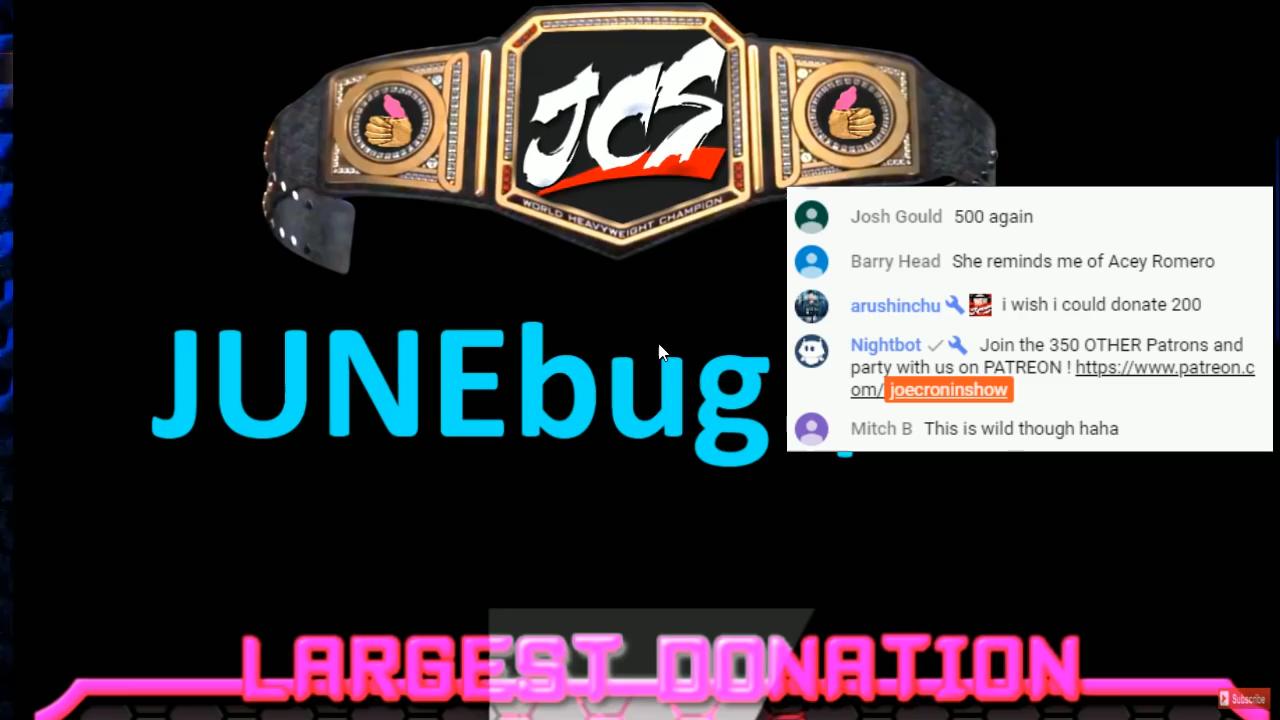 JCS
WORLD HEAVYWEIGHT CHAMPION
Josh Gould 500 again
Barry Head She reminds me of Acey Romero
arushinchu i wish i could donate 200
Nightbot Join the 350 OTHER Patrons and
party with us on PATREON ! https://www.patreon.c
om/joecroninshow
Mitch B This is wild though haha
JUNEbug
LARGEST DONATION
Subscribe